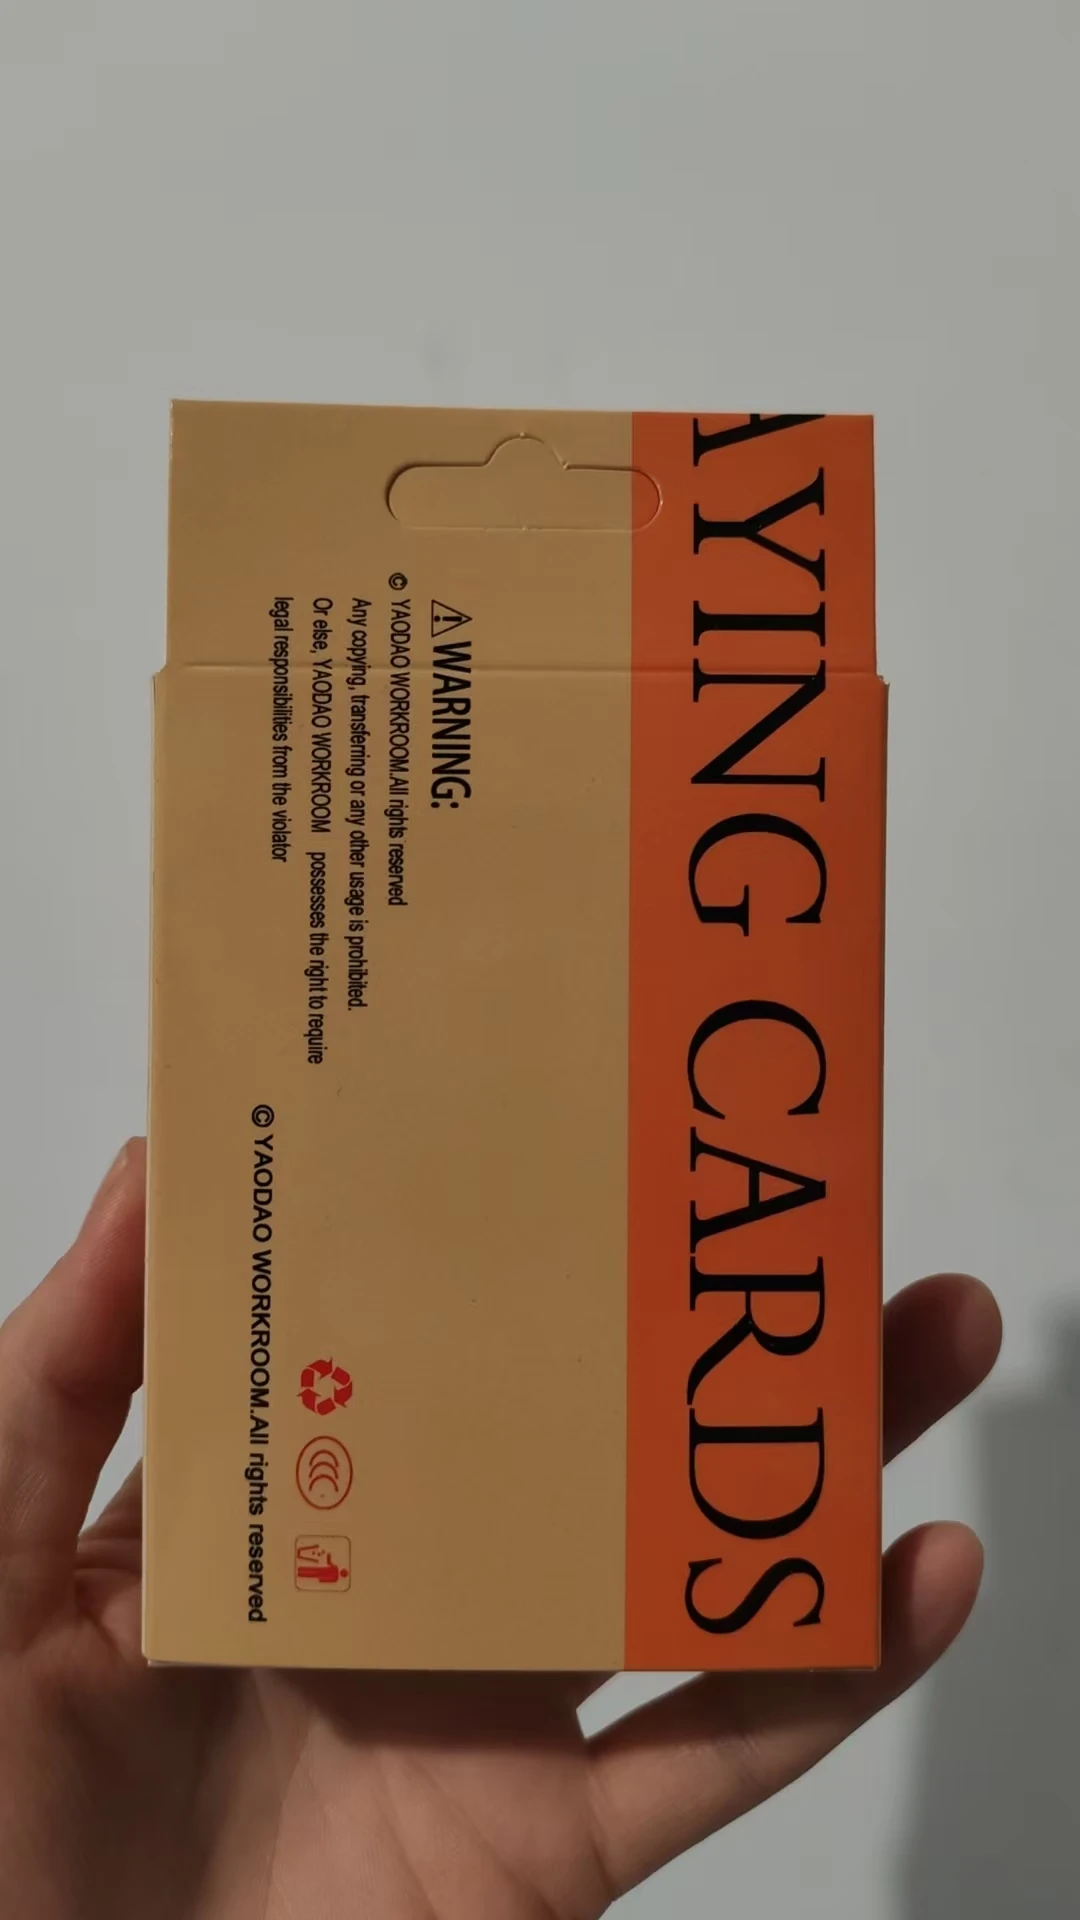 AYING CARDS
⚠ WARNING:
© YAODAO WORKROOM.All rights reserved
Any copying, transferring or any other usage is prohibited.
Or else, YAODAO WORKROOM possesses the right to require
legal responsibilities from the violator
CCC
© YAODAO WORKROOM.All rights reserved